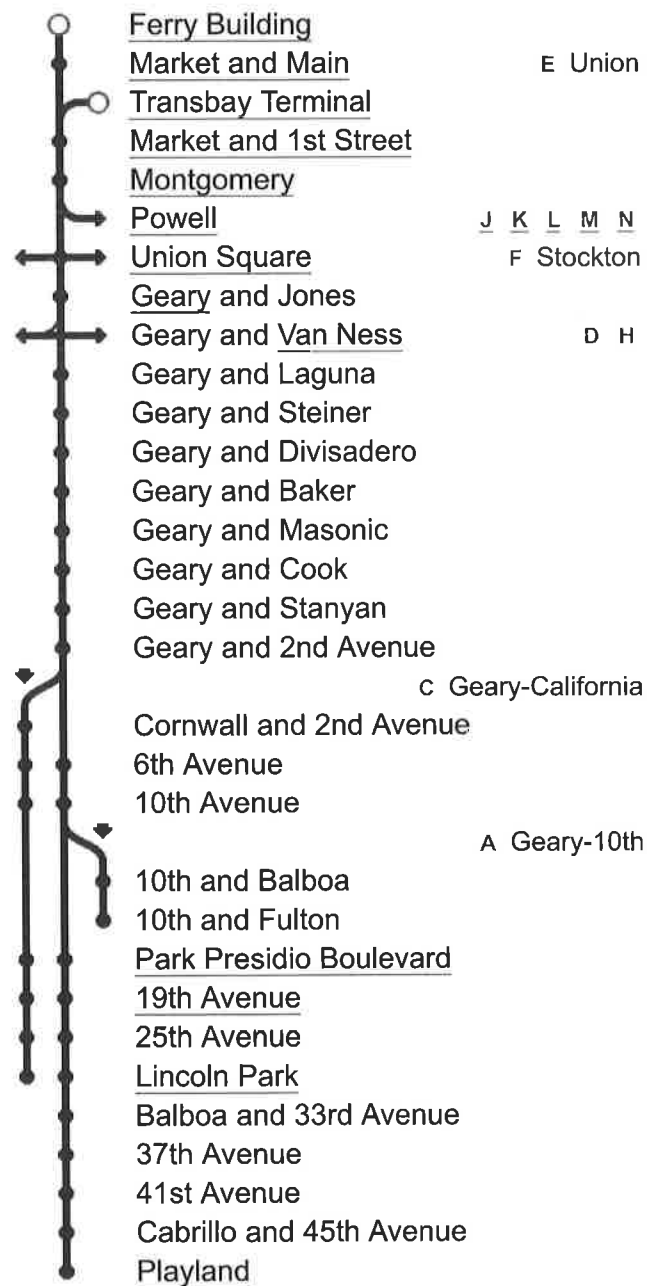 Ferry Building
Market and Main E Union
Transbay Terminal
Market and 1st Street
Montgomery
Powell J K L M N
Union Square F Stockton
Geary and Jones
Geary and Van Ness D H
Geary and Laguna
Geary and Steiner
Geary and Divisadero
Geary and Baker
Geary and Masonic
Geary and Cook
Geary and Stanyan
Geary and 2nd Avenue
C Geary-California
Cornwall and 2nd Avenue
6th Avenue
10th Avenue
A Geary-10th
10th and Balboa
10th and Fulton
Park Presidio Boulevard
19th Avenue
25th Avenue
Lincoln Park
Balboa and 33rd Avenue
37th Avenue
41st Avenue
Cabrillo and 45th Avenue
Playland